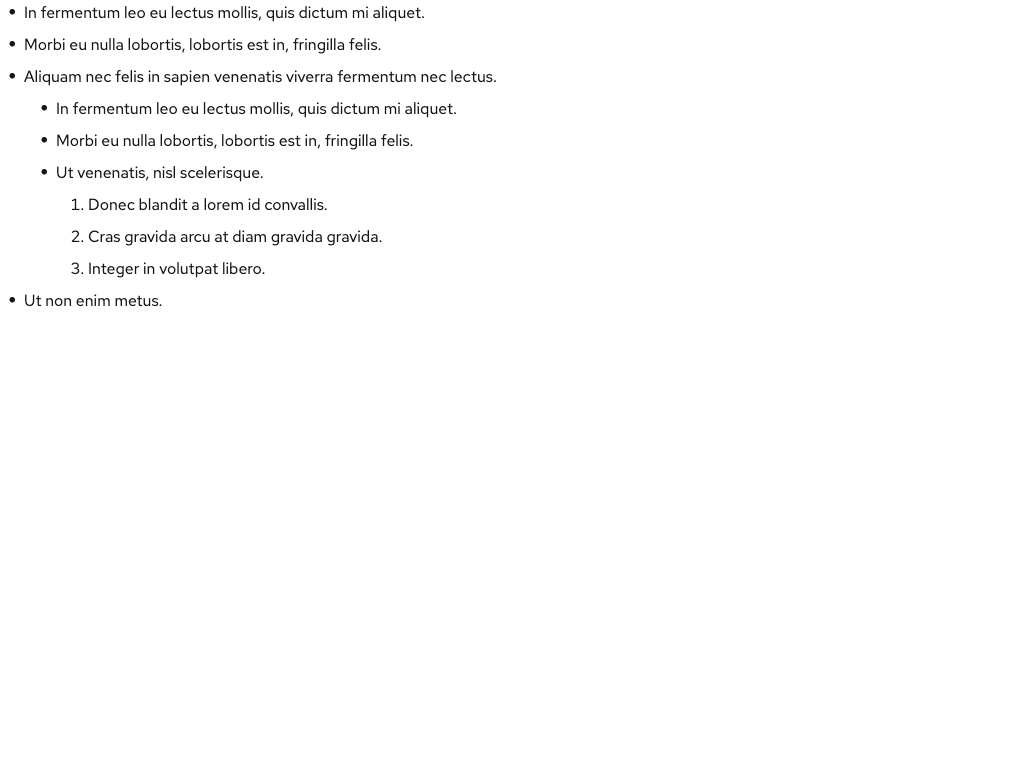 • In fermentum leo eu lectus mollis, quis dictum mi aliquet.
• Morbi eu nulla lobortis, lobortis est in, fringilla felis.
• Aliquam nec felis in sapien venenatis viverra fermentum nec lectus.
• In fermentum leo eu lectus mollis, quis dictum mi aliquet.
• Morbi eu nulla lobortis, lobortis est in, fringilla felis.
• Ut venenatis, nisl scelerisque.
1. Donec blandit a lorem id convallis.
2. Cras gravida arcu at diam gravida gravida.
3. Integer in volutpat libero.
• Ut non enim metus.